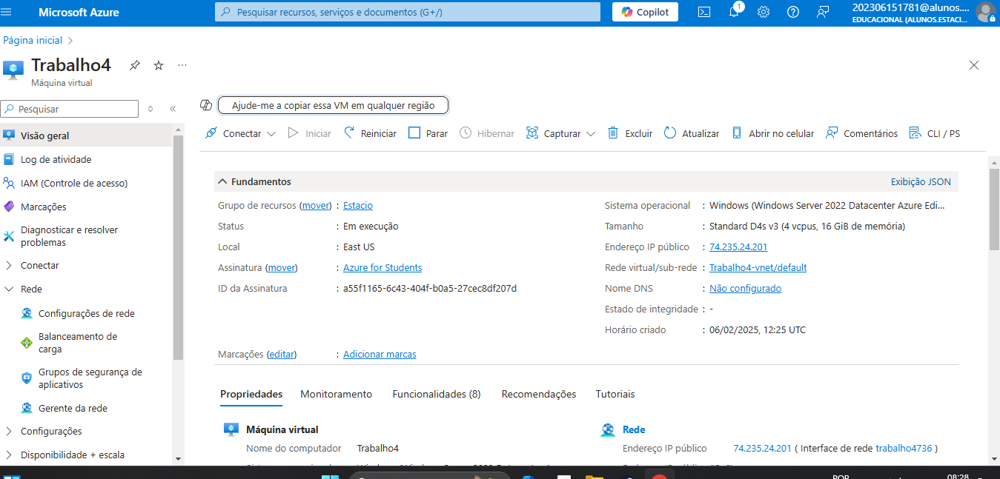 Microsoft Azure
Pesquisar recursos, serviços e documentos (G+/)
Copilot
1
202306151781@alunos....
EDUCACIONAL (ALUNOS.ESTACI...
Página inicial
Trabalho4
Máquina virtual
Pesquisar
Ajude-me a copiar essa VM em qualquer região
Conectar
Iniciar
Reiniciar
Parar
Hibernar
Capturar
Excluir
Atualizar
Abrir no celular
Comentários
CLI / PS
Visão geral
Log de atividade
IAM (Controle de acesso)
Marcações
Diagnosticar e resolver
problemas
Conectar
Rede
Configurações de rede
Balanceamento de
carga
Grupos de segurança de
aplicativos
Gerente da rede
Configurações
Disponibilidade + escala
Fundamentos
Exibição JSON
Grupo de recursos (mover) : Estacio
Status : Em execução
Local : East US
Assinatura (mover) : Azure for Students
ID da Assinatura : a55f1165-6c43-404f-b0a5-27cec8df207d
Sistema operacional : Windows (Windows Server 2022 Datacenter Azure Edi...
Tamanho : Standard D4s v3 (4 vcpus, 16 GiB de memória)
Endereço IP público : 74.235.24.201
Rede virtual/sub-rede : Trabalho4-vnet/default
Nome DNS : Não configurado
Estado de integridade : -
Horário criado : 06/02/2025, 12:25 UTC
Marcações (editar) : Adicionar marcas
Propriedades
Monitoramento
Funcionalidades (8)
Recomendações
Tutoriais
Máquina virtual
Nome do computador Trabalho4
Rede
Endereço IP público 74.235.24.201 ( Interface de rede trabalho4736 )
POR
08:28